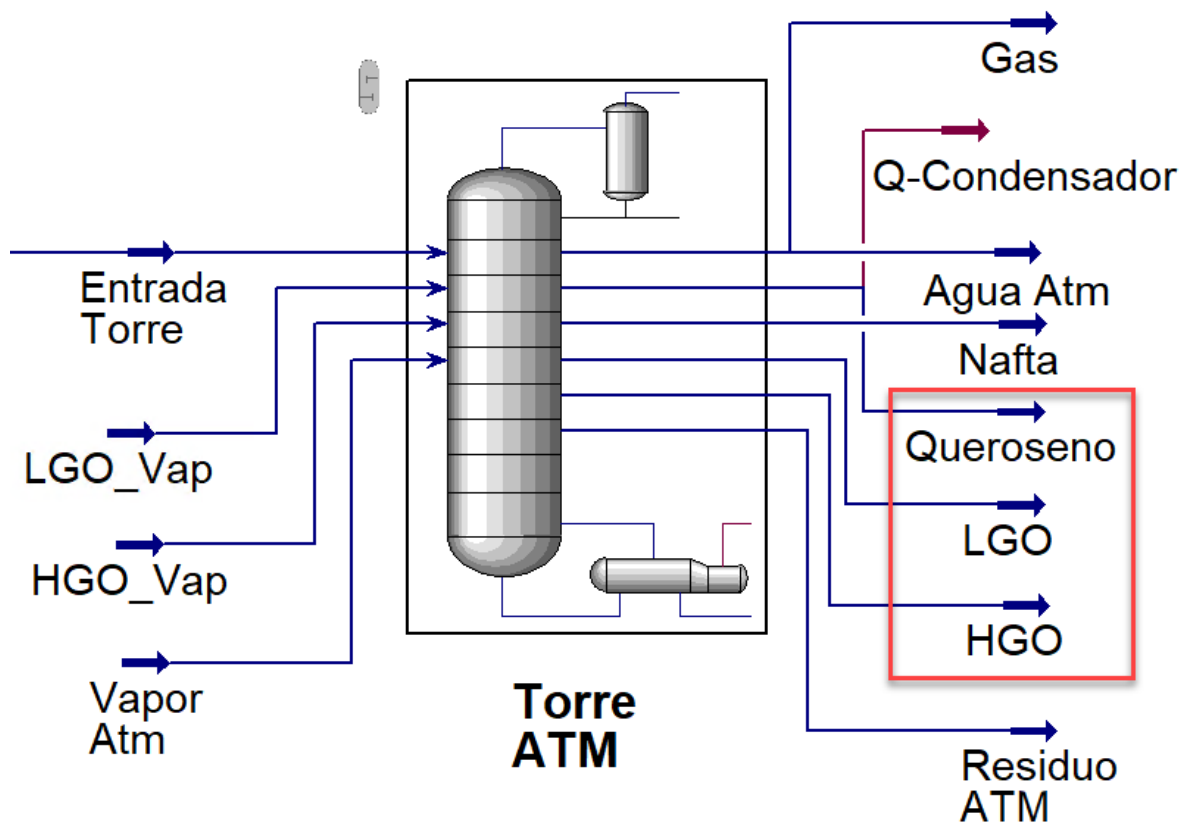 Gas
Q-Condensador
Entrada
Torre
Agua Atm
Nafta
Queroseno
LGO_Vap
LGO
HGO_Vap
HGO
Vapor
Atm
Torre
ATM
Residuo
ATM